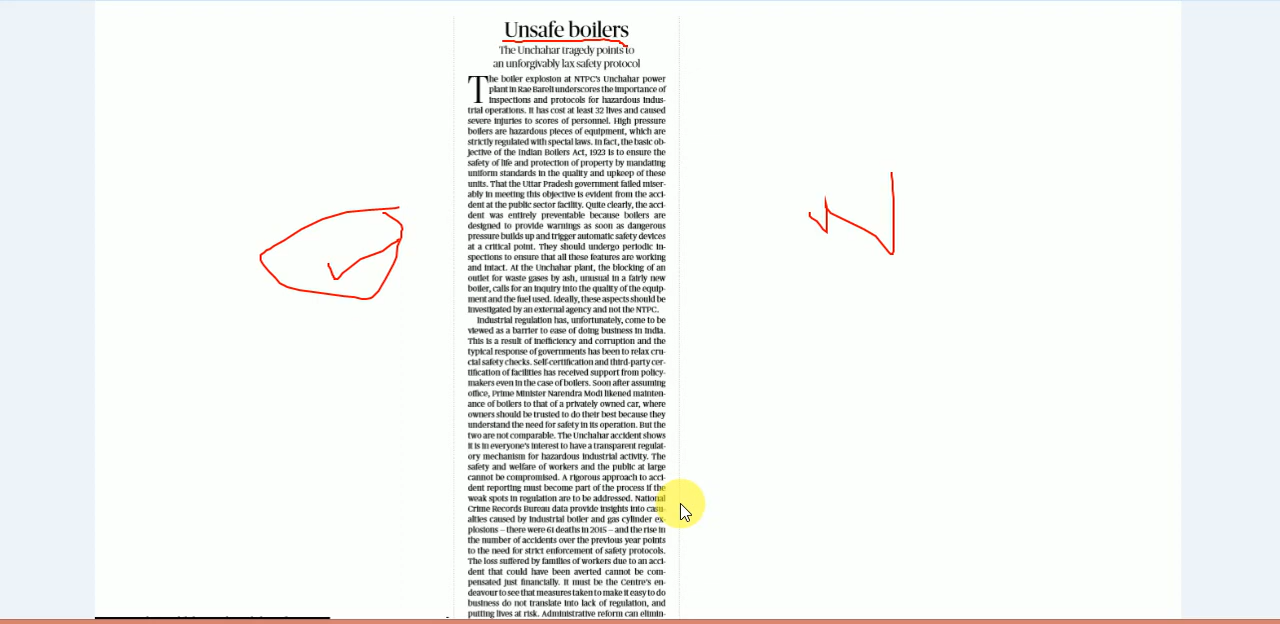 Unsafe boilers
The Unchahar tragedy points to
an unforgivably lax safety protocol
The boiler explosion at NTPC's Unchahar power
plant in Rae Bareli underscores the importance of
inspections and protocols for hazardous indus-
trial operations. It has cost at least 32 lives and caused
severe injuries to scores of personnel. High pressure
boilers are hazardous pieces of equipment, which are
strictly regulated with special laws. In fact, the basic ob-
jective of the Indian Boilers Act, 1923 is to ensure the
safety of life and protection of property by mandating
uniform standards in the quality and upkeep of these
units. That the Uttar Pradesh government failed miser-
ably in meeting this objective is evident from the acci-
dent at the public sector facility. Quite clearly, the acci-
dent was entirely preventable because boilers are
designed to provide warnings as soon as dangerous
pressure builds up and trigger automatic safety devices
at a critical point. They should undergo periodic in-
spections to ensure that all these features are working
and intact. At the Unchahar plant, the blocking of an
outlet for waste gases by ash, unusual in a fairly new
boiler, calls for an inquiry into the quality of the equip-
ment and the fuel used. Ideally, these aspects should be
investigated by an external agency and not the NTPC.
Industrial regulation has, unfortunately, come to be
viewed as a barrier to ease of doing business in India.
This is a result of inefficiency and corruption and the
typical response of governments has been to relax cru-
cial safety checks. Self-certification and third-party cer-
tification of facilities has received support from policy-
makers even in the case of boilers. Soon after assuming
office, Prime Minister Narendra Modi likened mainten-
ance of boilers to that of a privately owned car, where
owners should be trusted to do their best because they
understand the need for safety in its operation. But the
two are not comparable. The Unchahar accident shows
it is in everyone's interest to have a transparent regulat-
ory mechanism for hazardous industrial activity. The
safety and welfare of workers and the public at large
cannot be compromised. A rigorous approach to acci-
dent reporting must become part of the process if the
weak spots in regulation are to be addressed. National
Crime Records Bureau data provide insights into casu-
alties caused by industrial boiler and gas cylinder ex-
plosions – there were 61 deaths in 2015 – and the rise in
the number of accidents over the previous year points
to the need for strict enforcement of safety protocols.
The loss suffered by families of workers due to an acci-
dent that could have been averted cannot be com-
pensated just financially. It must be the Centre's en-
deavour to see that measures taken to make it easy to do
business do not translate into lack of regulation, and
putting lives at risk. Administrative reform can elimin-